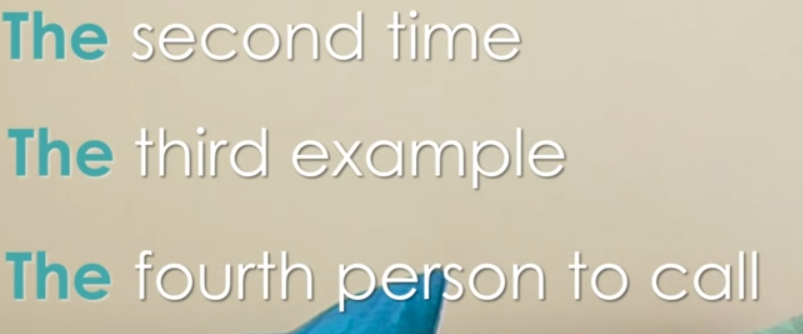 The second time
The third example
The fourth person to call